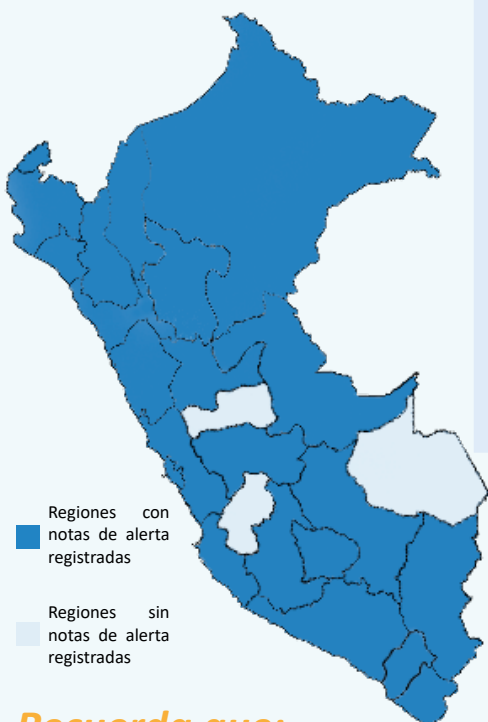 Regiones con
notas de alerta
registradas
Regiones sin
notas de alerta
registradas
Recuerda que: